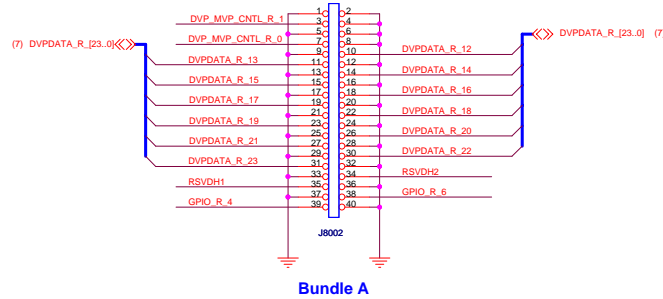 1 2
DVP_MVP_CNTL_R_1 3 4
5 6
DVP_MVP_CNTL_R_0 7 8
(7) DVPDATA_R_[23..0] DVPDATA_R_[23..0] (7
9 10 DVPDATA_R_12
DVPDATA_R_13 11 12
13 14 DVPDATA_R_14
DVPDATA_R_15 15 16
17 18 DVPDATA_R_16
DVPDATA_R_17 19 20
21 22 DVPDATA_R_18
DVPDATA_R_19 23 24
25 26 DVPDATA_R_20
DVPDATA_R_21 27 28
29 30 DVPDATA_R_22
DVPDATA_R_23 31 32
33 34 RSVDH2
RSVDH1 35 36
37 38 GPIO_R_6
GPIO_R_4 39 40
J8002
Bundle A